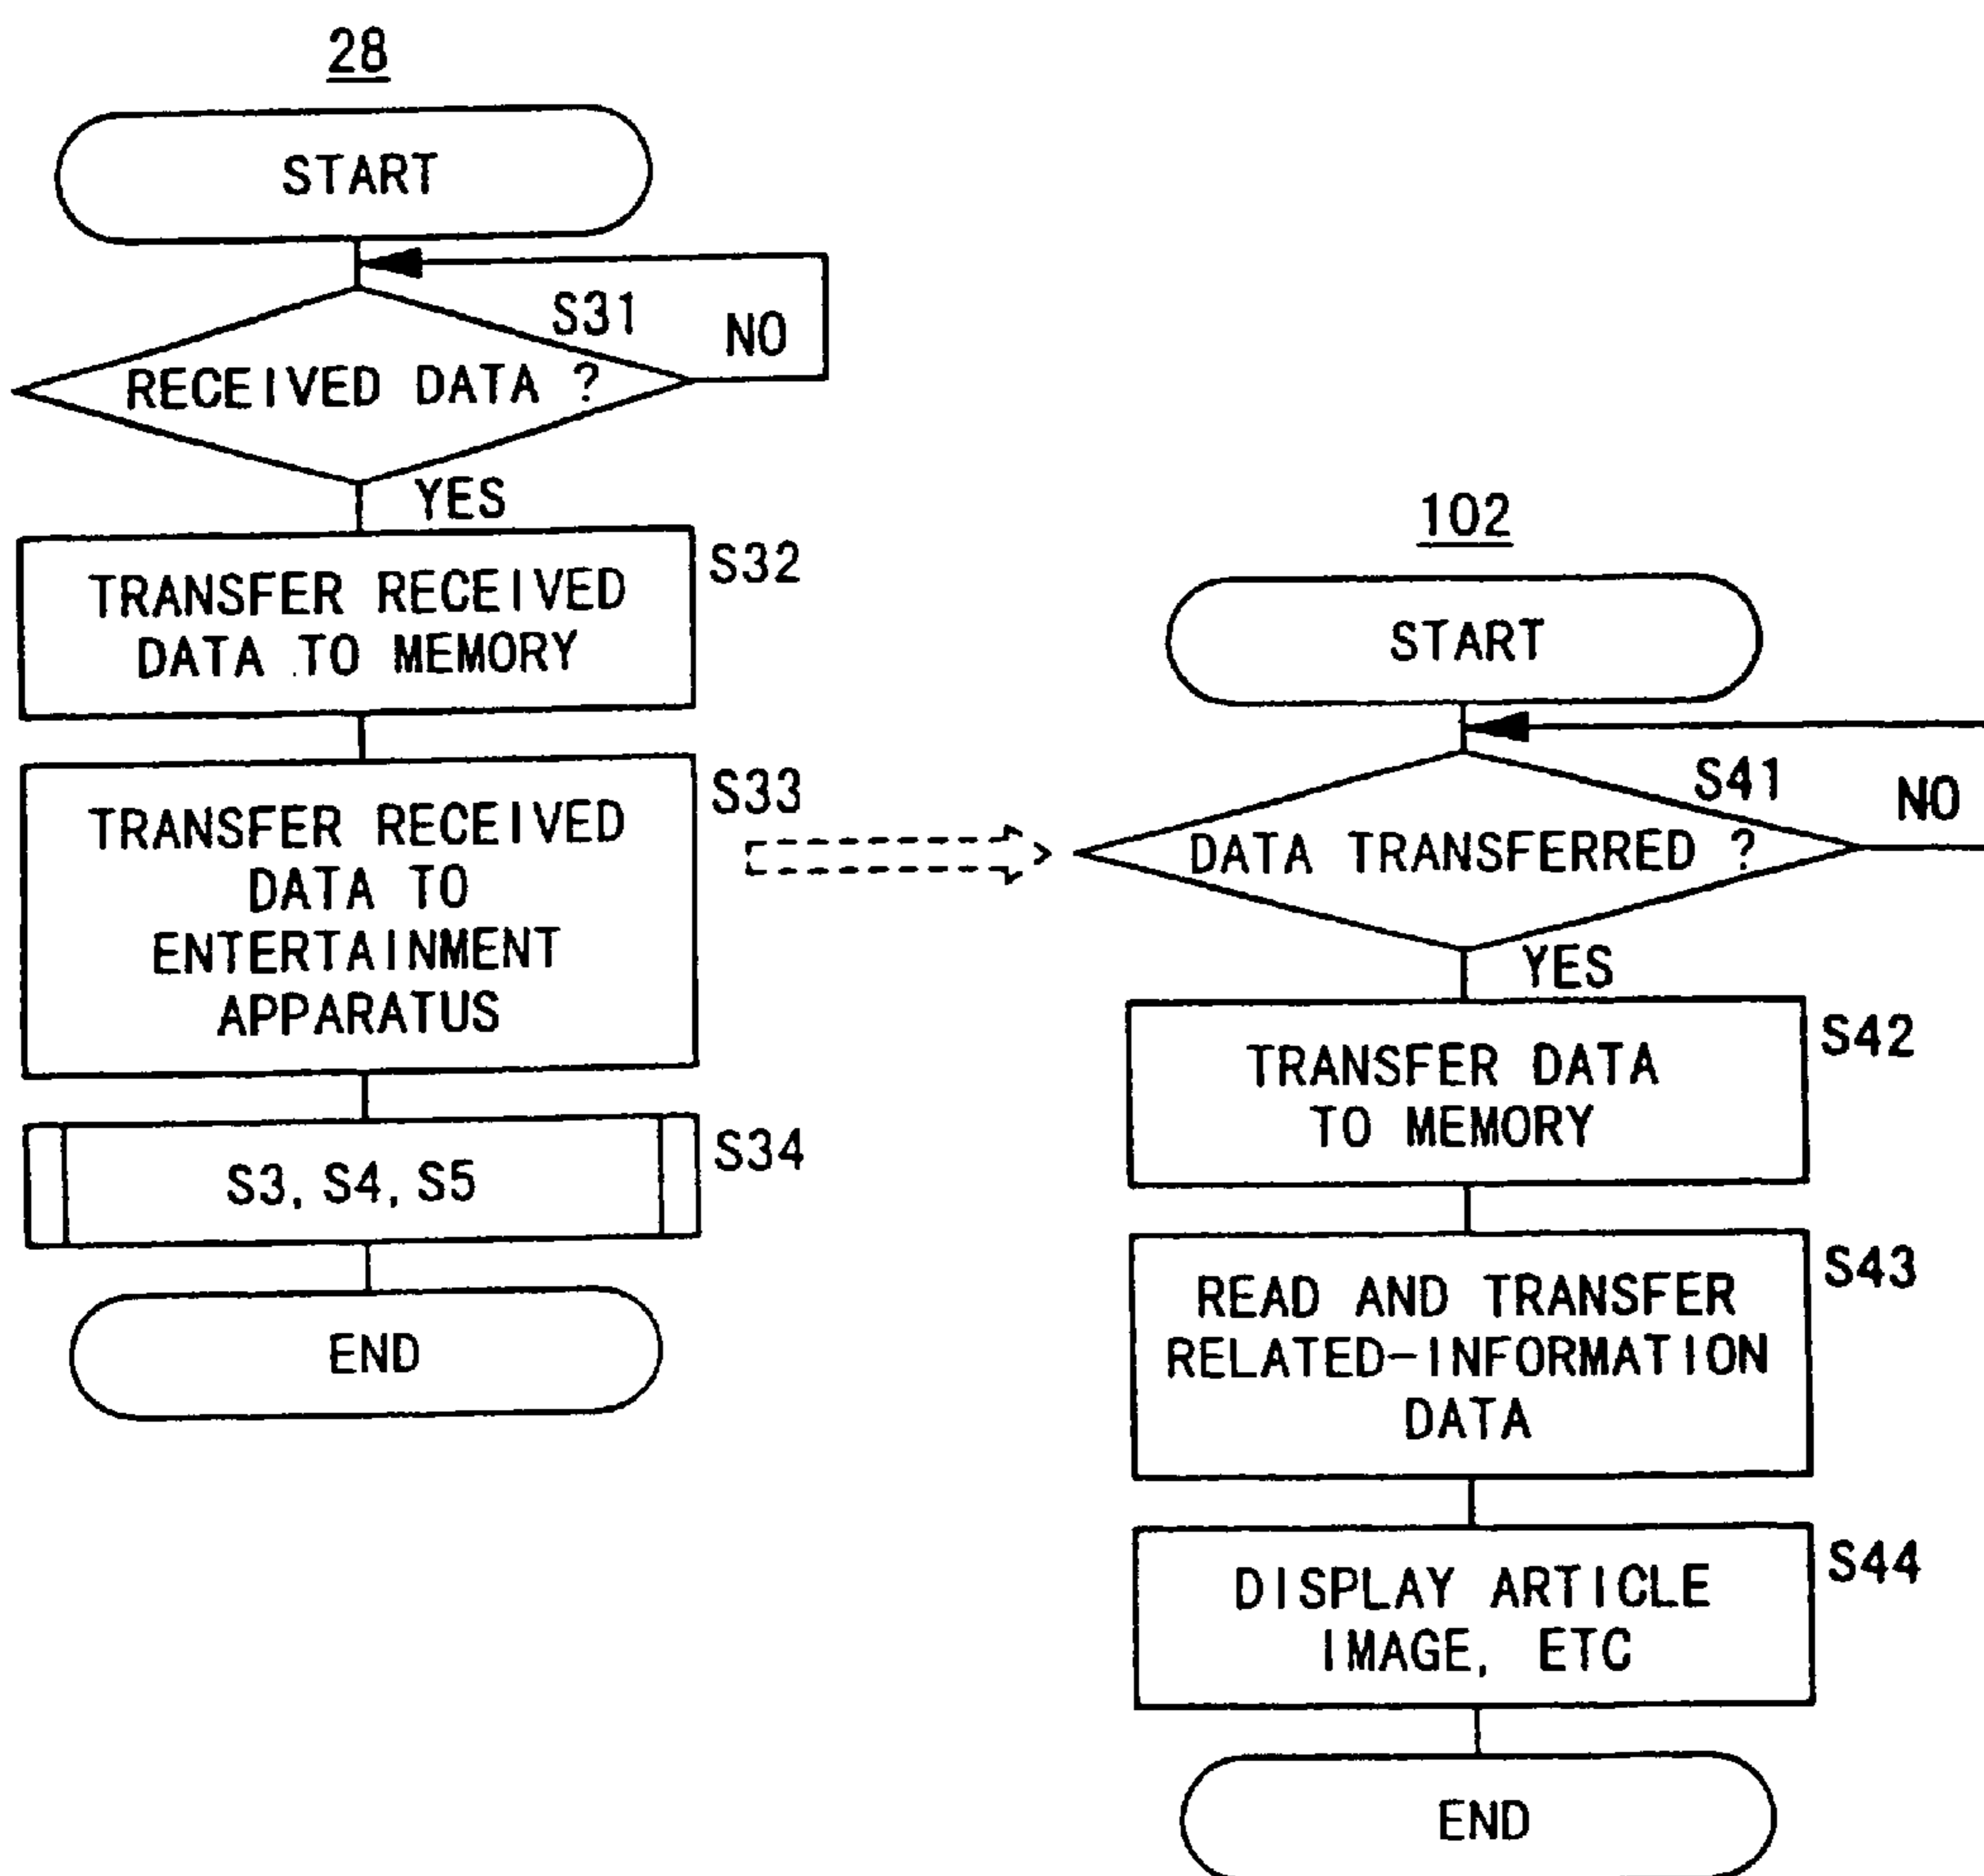 28
START
S31
NO
RECEIVED DATA ?
YES
S32
TRANSFER RECEIVED
DATA TO MEMORY
S33
TRANSFER RECEIVED
DATA TO
ENTERTAINMENT
APPARATUS
S34
S3, S4, S5
END
102
START
S41
NO
DATA TRANSFERRED ?
YES
S42
TRANSFER DATA
TO MEMORY
S43
READ AND TRANSFER
RELATED-INFORMATION
DATA
S44
DISPLAY ARTICLE
IMAGE, ETC
END